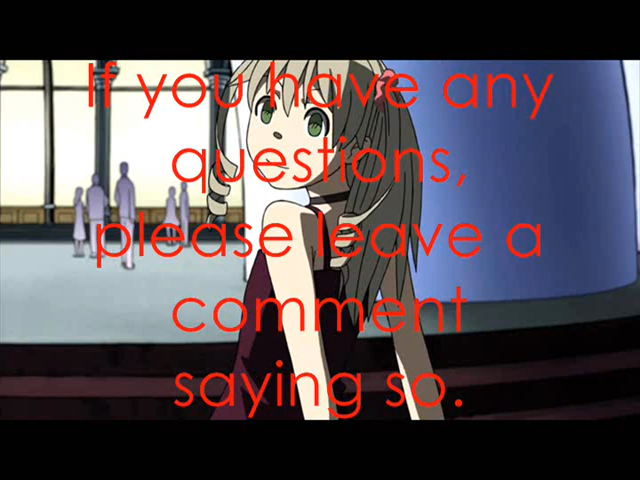 If you have any
questions,
please leave a
comment
saying so.